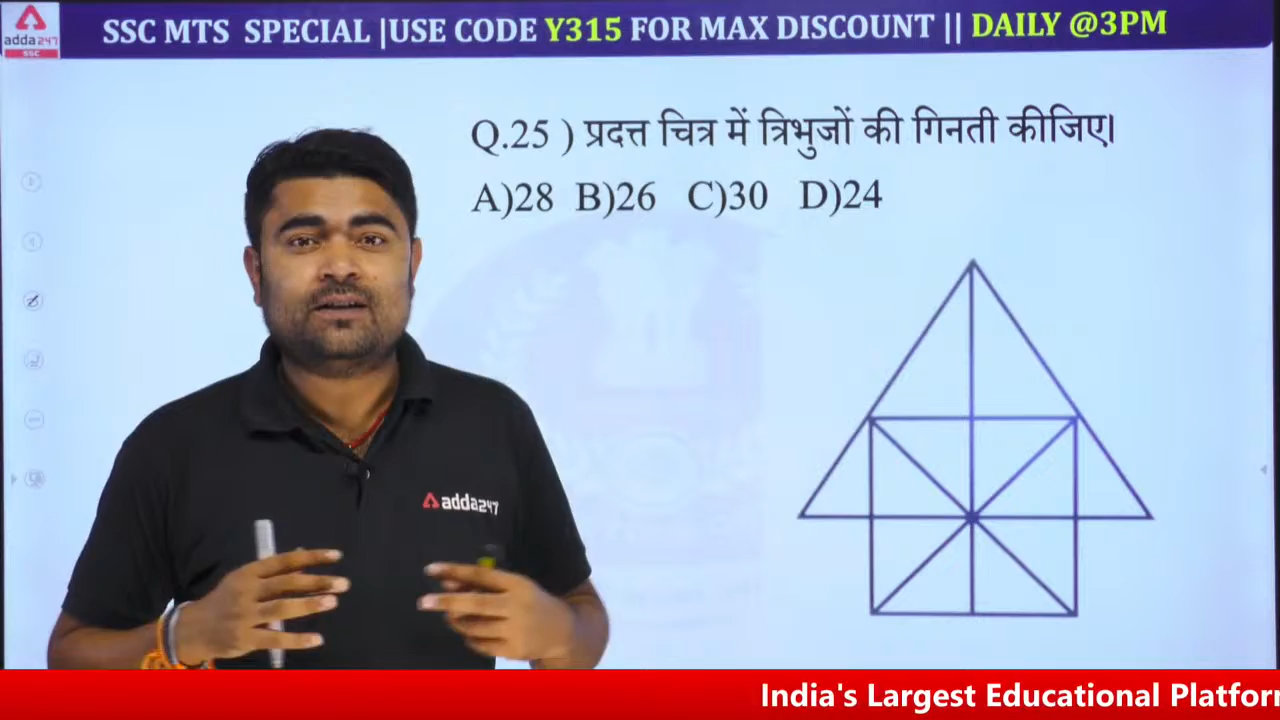 SSC MTS SPECIAL |USE CODE Y315 FOR MAX DISCOUNT || DAILY @3PM
adda247
SSC
Q.25 ) प्रदत्त चित्र में त्रिभुजों की गिनती कीजिए।
A)28 B)26 C)30 D)24
adda247
India's Largest Educational Platfor